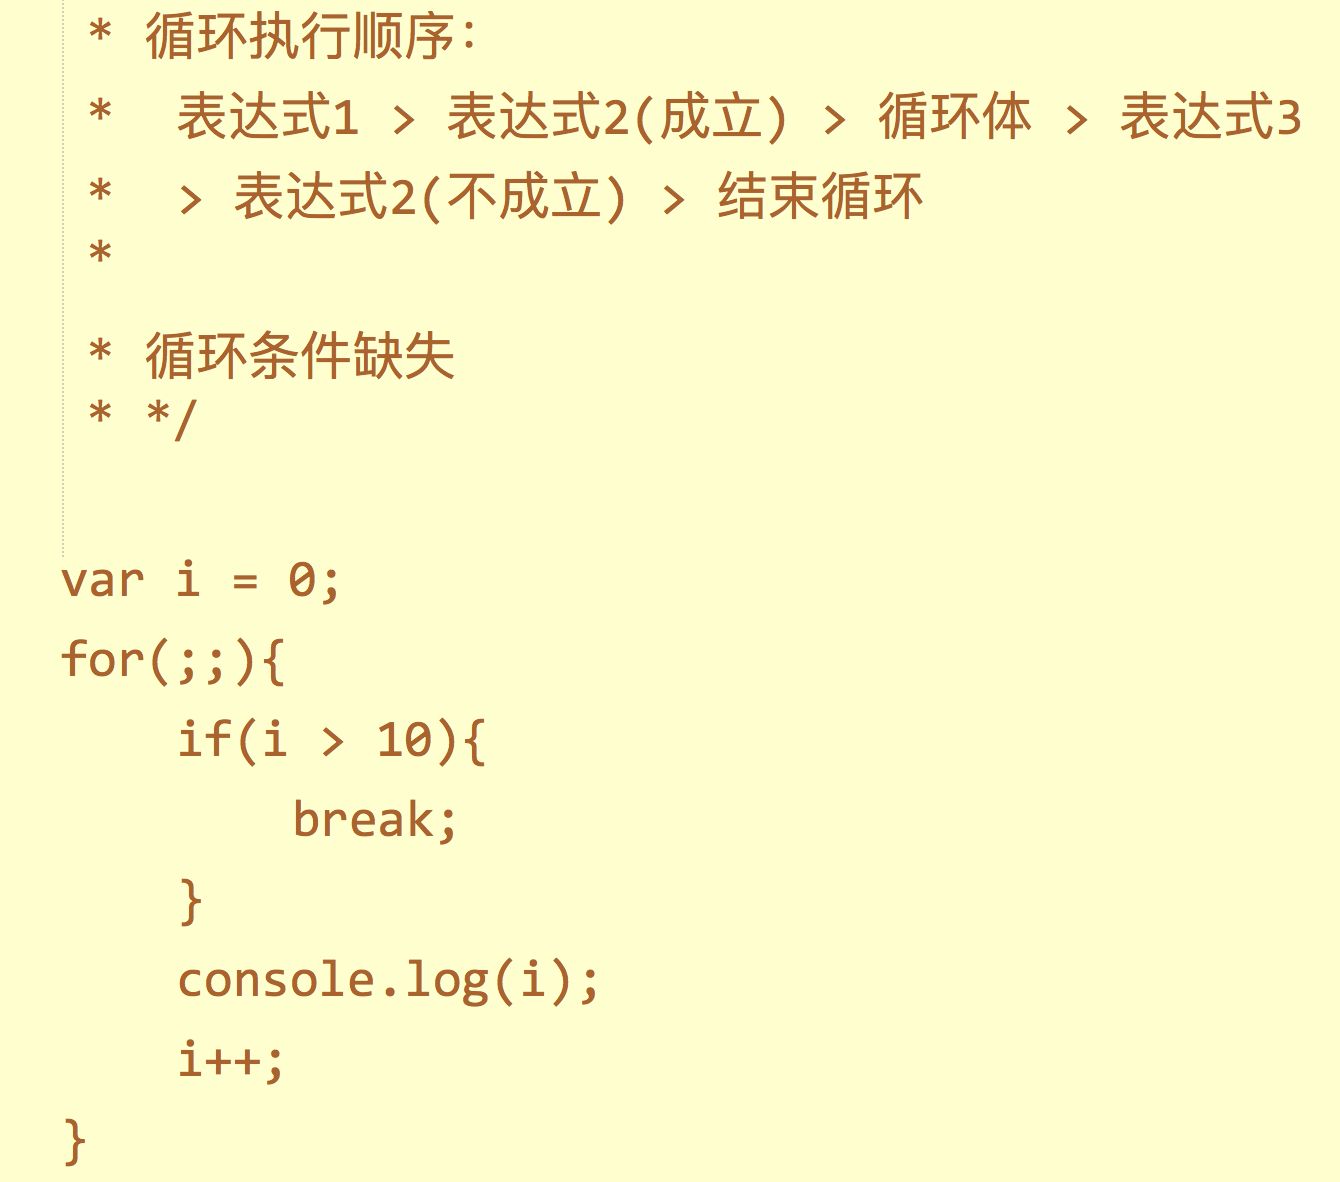 * 循环执行顺序：
*  表达式1 > 表达式2(成立) > 循环体 > 表达式3
*  > 表达式2(不成立) > 结束循环
*
* 循环条件缺失
* */
var i = 0;
for(;;){
    if(i > 10){
        break;
    }
    console.log(i);
    i++;
}